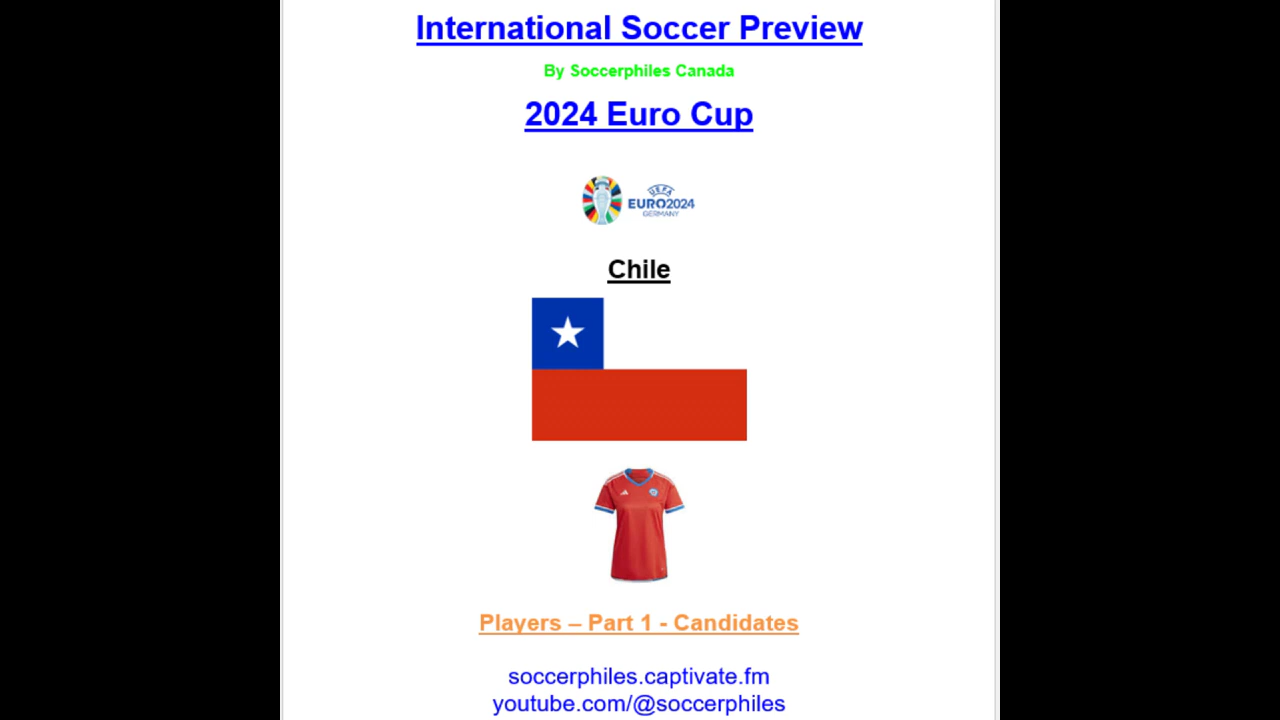 International Soccer Preview
By Soccerphiles Canada
2024 Euro Cup
UEFA
EURO2024
GERMANY
Chile
Players – Part 1 - Candidates
soccerphiles.captivate.fm
youtube.com/@soccerphiles